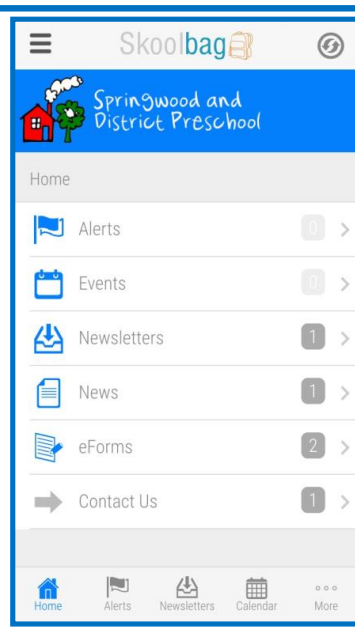 Skoolbag
Springwood and
District Preschool
Home
Alerts 0
Events 0
Newsletters 1
News 1
eForms 2
Contact Us 1
Home Alerts Newsletters Calendar More